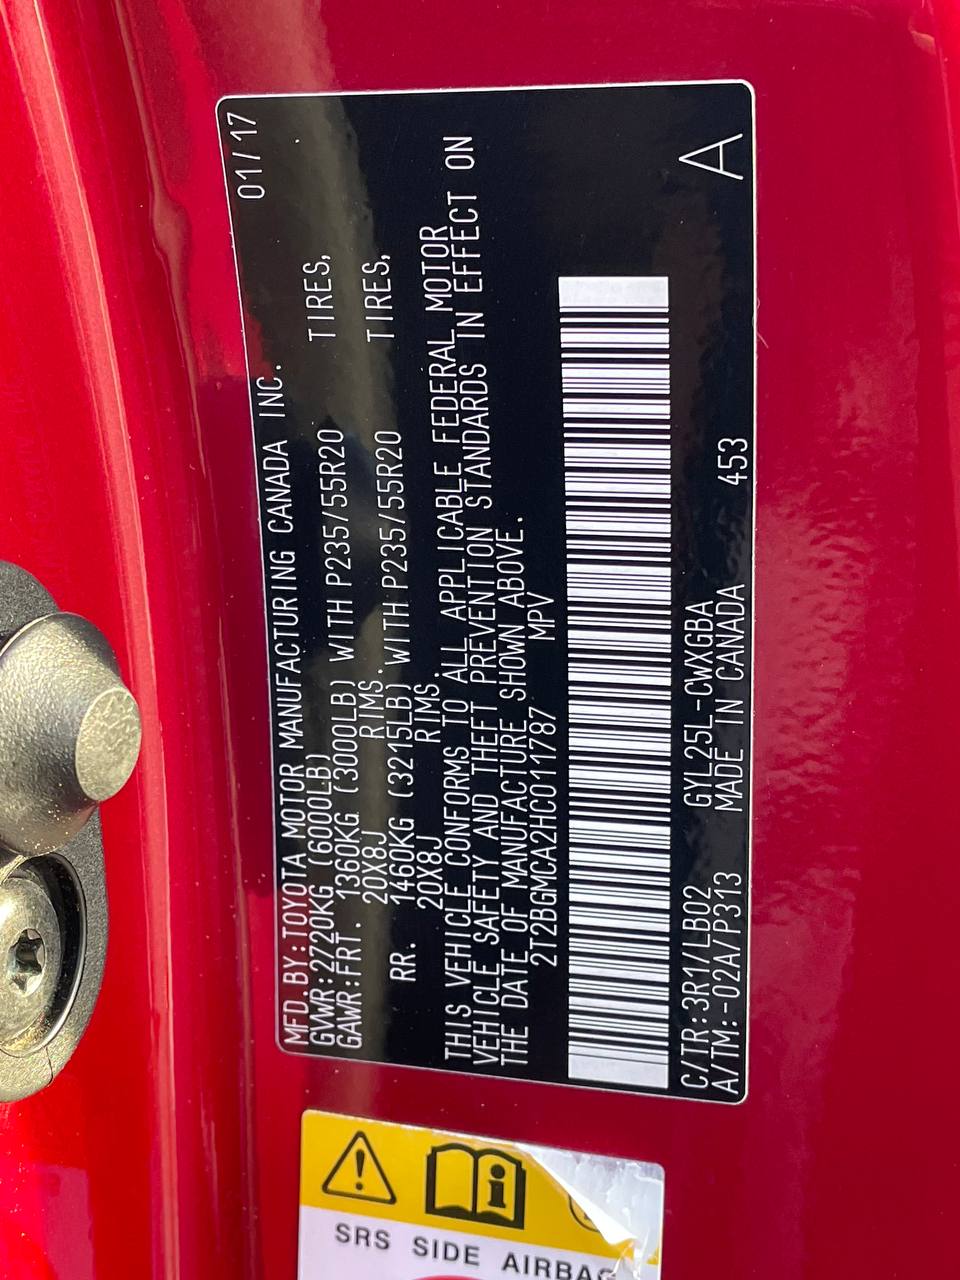 01/17
MFD.BY:TOYOTA MOTOR MANUFACTURING CANADA INC.
GVWR:2720KG (6000LB)
GAWR:FRT. 1360KG (3000LB) WITH P235/55R20 TIRES,
20X8J RIMS.
RR. 1460KG (3215LB) WITH P235/55R20 TIRES,
20X8J RIMS.
THIS VEHICLE CONFORMS TO ALL APPLICABLE FEDERAL MOTOR
VEHICLE SAFETY AND THEFT PREVENTION STANDARDS IN EFFECT ON
THE DATE OF MANUFACTURE SHOWN ABOVE.
2T2BGMCA2HC011787 MPV
C/TR:3R1/LB02 GYL25L-CWXGBA A
A/TM:-02A/P313 MADE IN CANADA 453
SRS SIDE AIRBAG